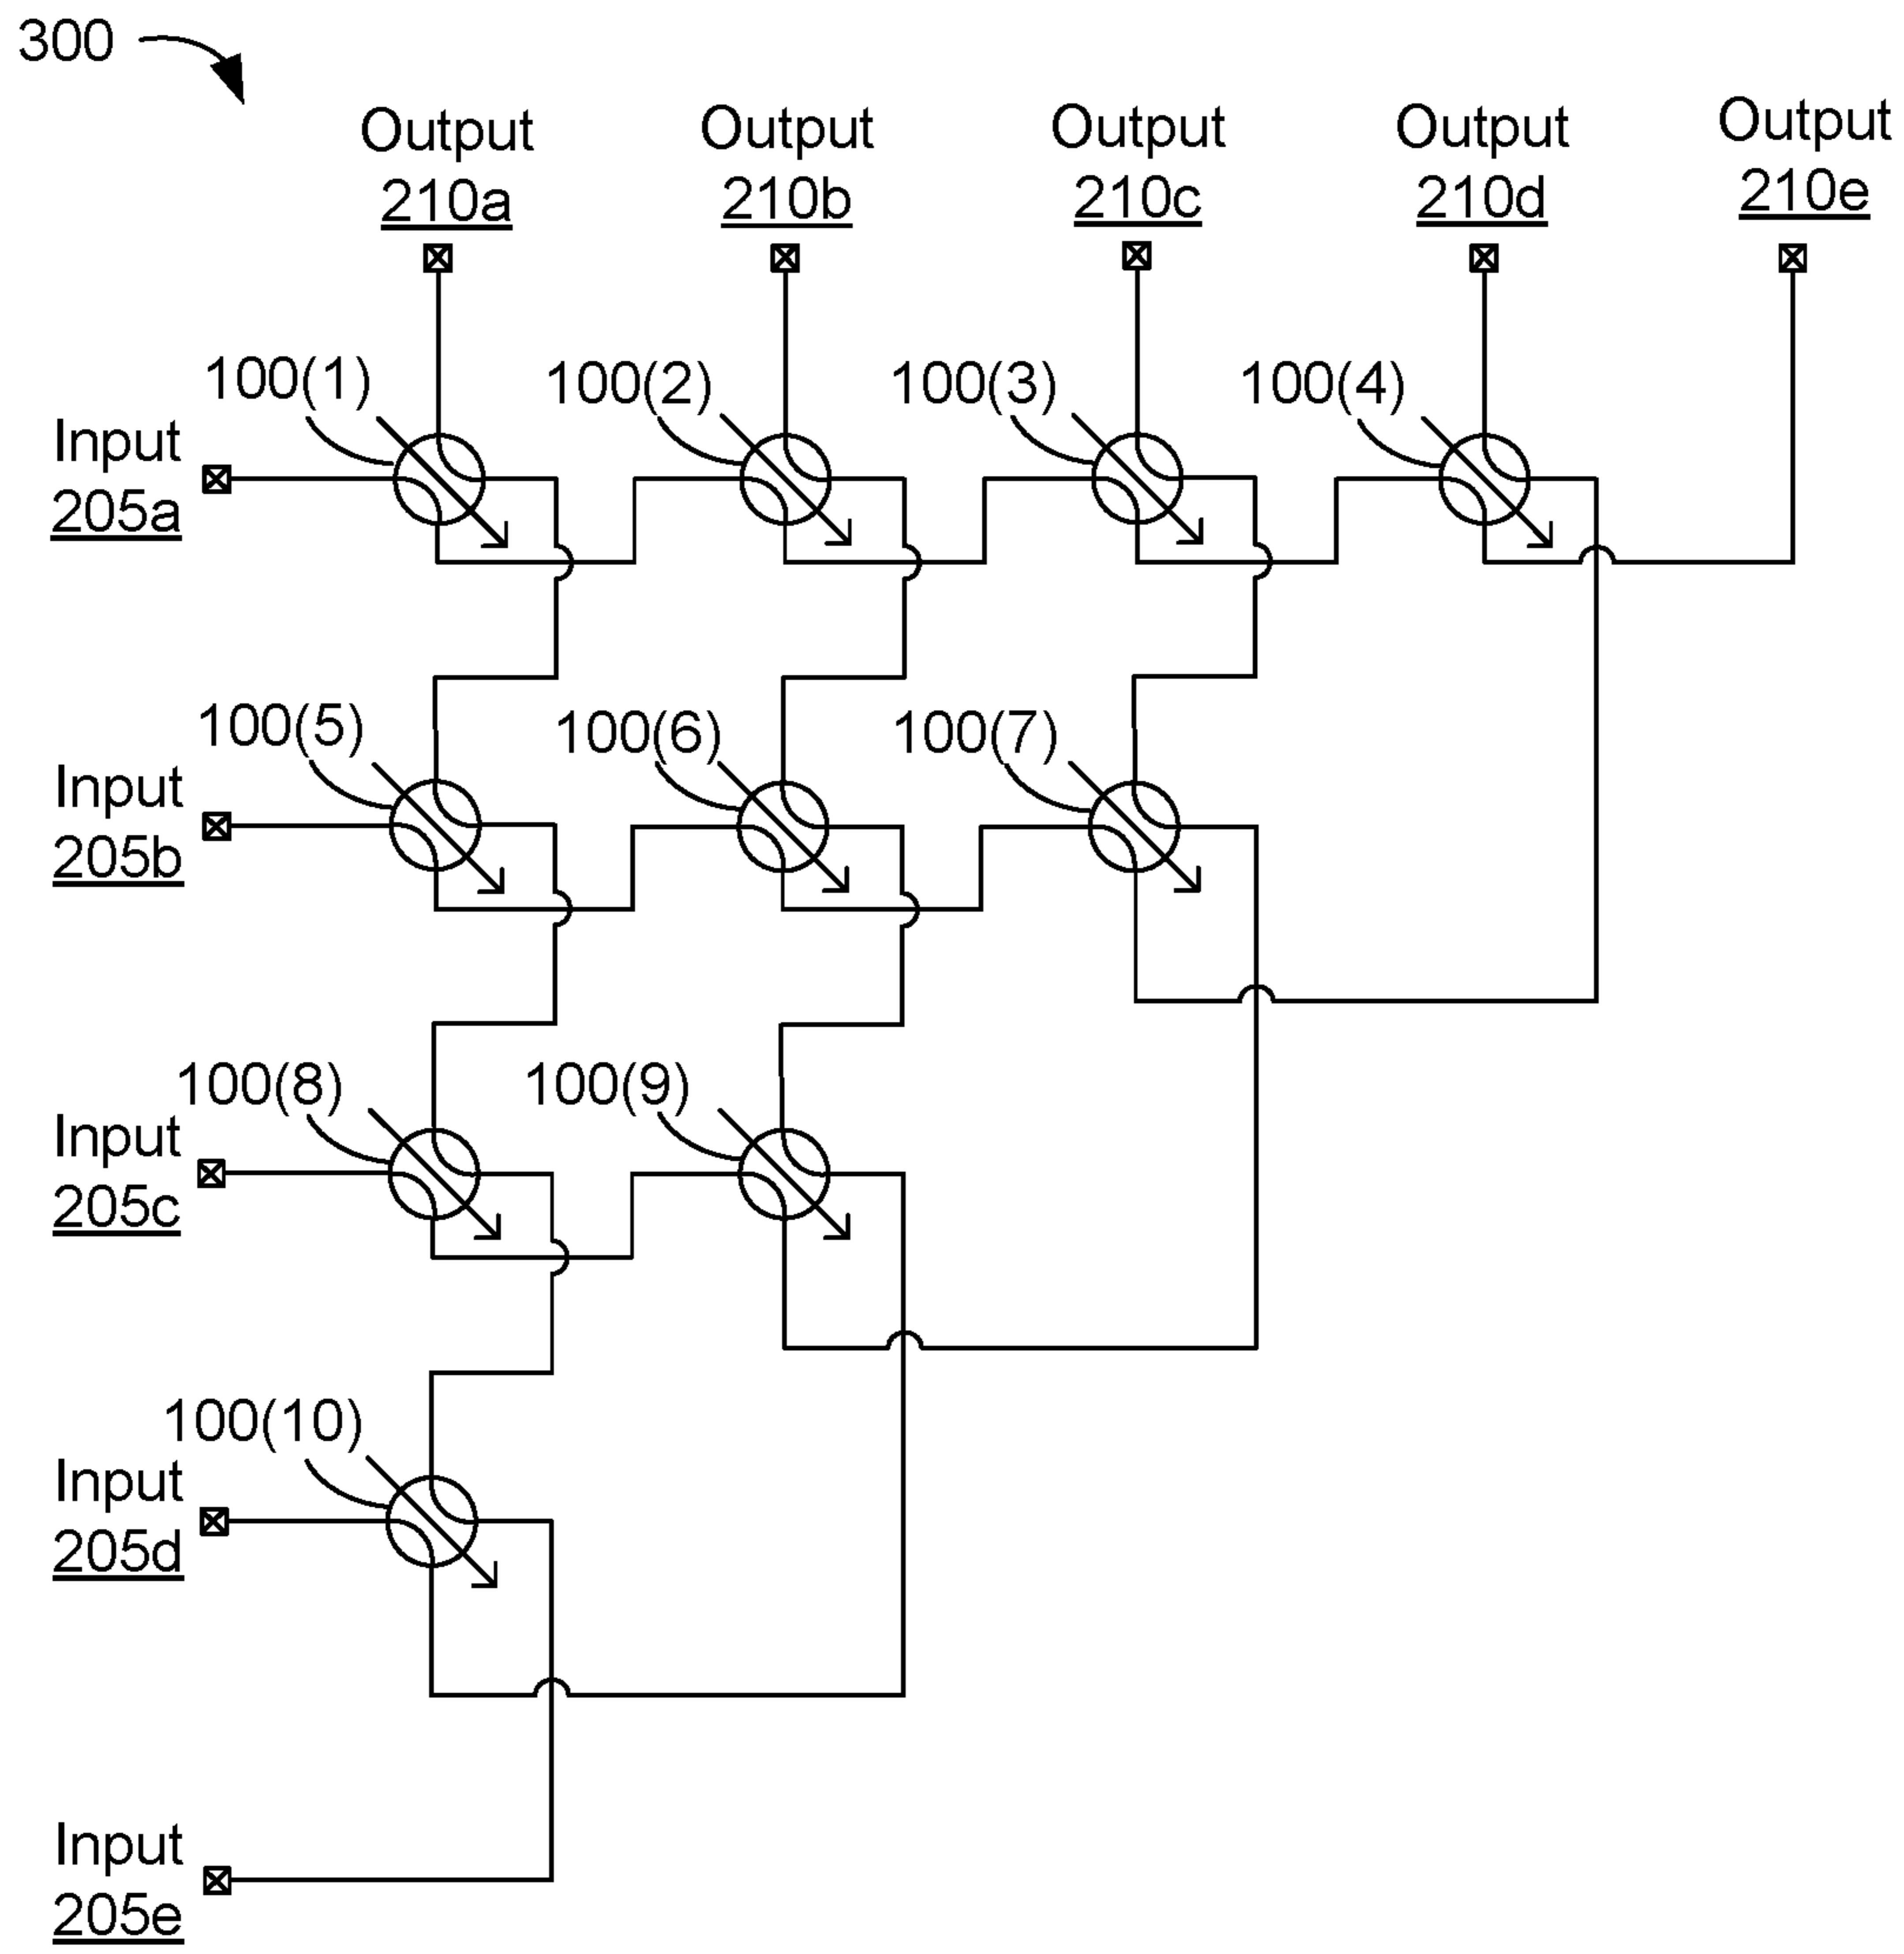 300
Output
210a
Output
210b
Output
210c
Output
210d
Output
210e
100(1)
100(2)
100(3)
100(4)
Input
205a
100(5)
100(6)
100(7)
Input
205b
100(8)
100(9)
Input
205c
100(10)
Input
205d
Input
205e